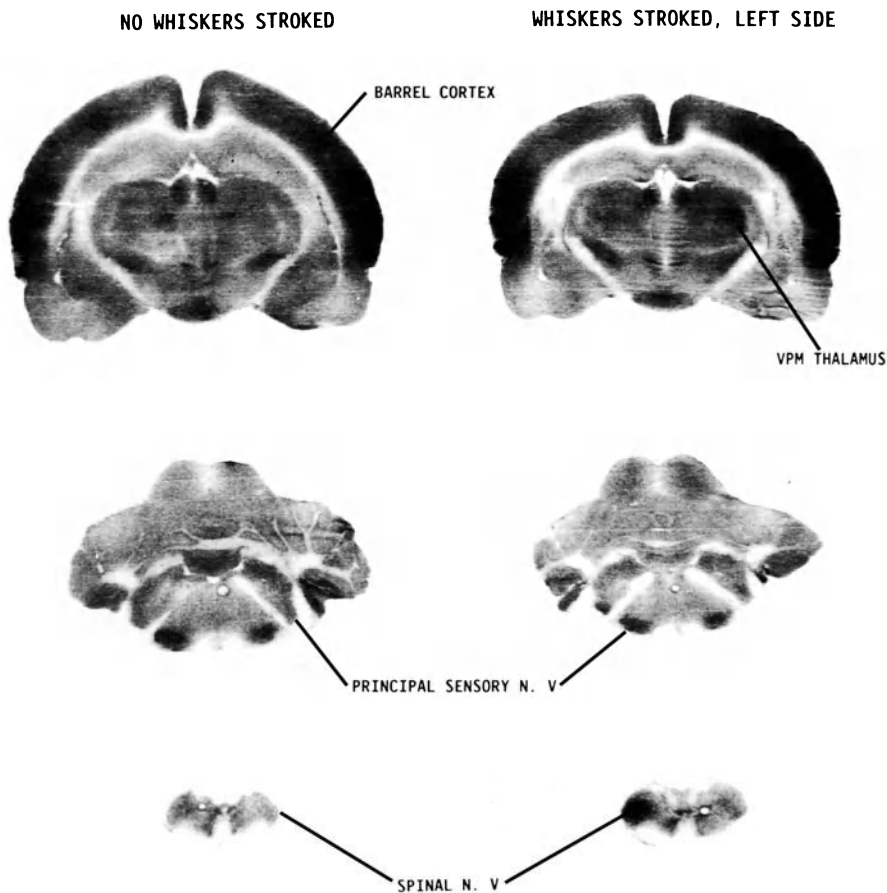 NO WHISKERS STROKED
WHISKERS STROKED, LEFT SIDE
BARREL CORTEX
VPM THALAMUS
PRINCIPAL SENSORY N. V
SPINAL N. V